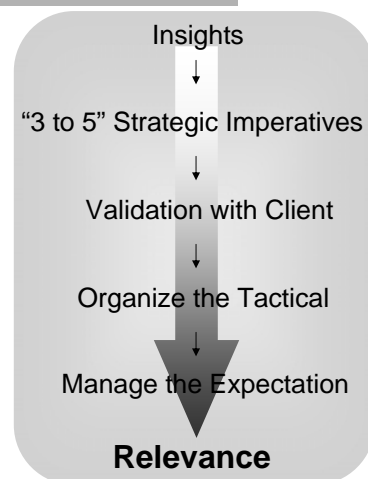 Insights
“3 to 5” Strategic Imperatives
Validation with Client
Organize the Tactical
Manage the Expectation
Relevance